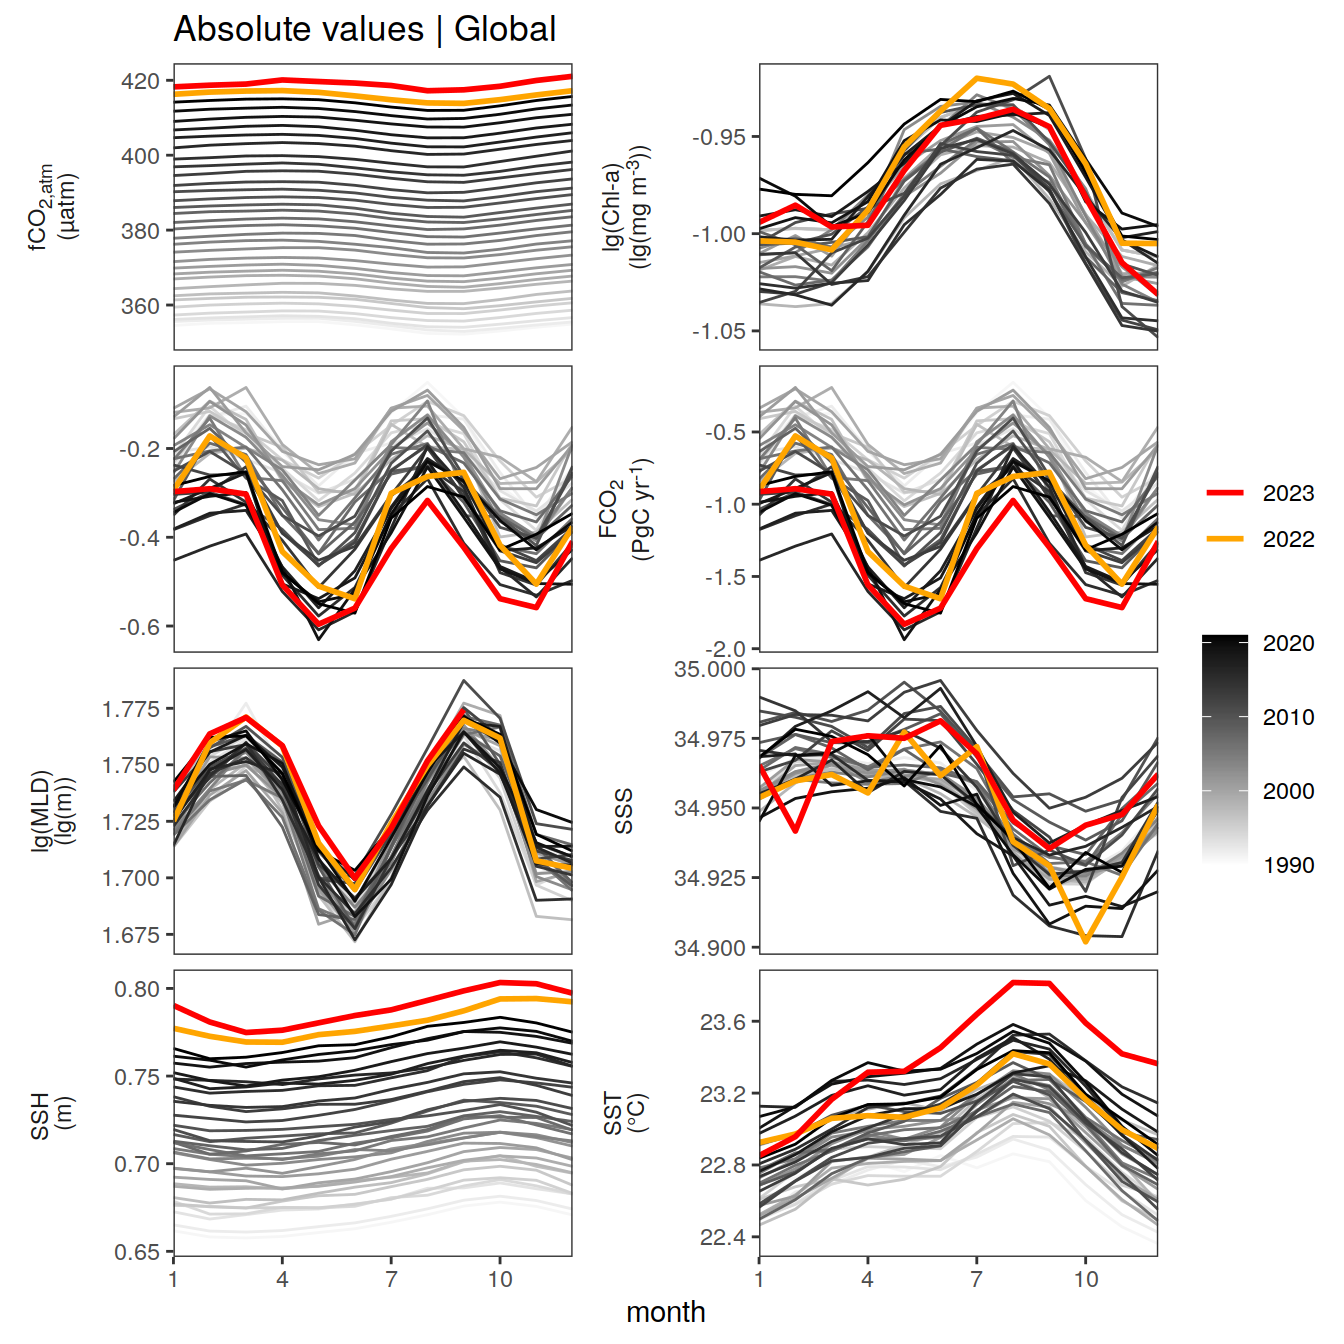 Absolute values | Global
fCO2,atm
(µatm)
420
400
380
360
lg(Chl-a)
(lg(mg m-3))
-0.95
-1.00
-1.05
-0.2
-0.4
-0.6
FCO2
(PgC yr-1)
-0.5
-1.0
-1.5
-2.0
lg(MLD)
(lg(m))
1.775
1.750
1.725
1.700
1.675
SSS
35.000
34.975
34.950
34.925
34.900
SSH
(m)
0.80
0.75
0.70
0.65
1 4 7 10
SST
(°C)
23.6
23.2
22.8
22.4
1 4 7 10
month
2023
2022
2020
2010
2000
1990